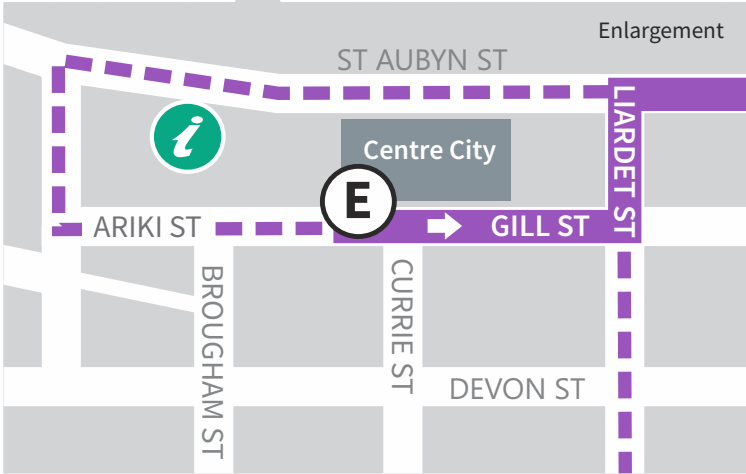 Enlargement
ST AUBYN ST
LIARDET ST
i
Centre City
E
ARIKI ST
GILL ST
BROUGHAM ST
CURRIE ST
DEVON ST